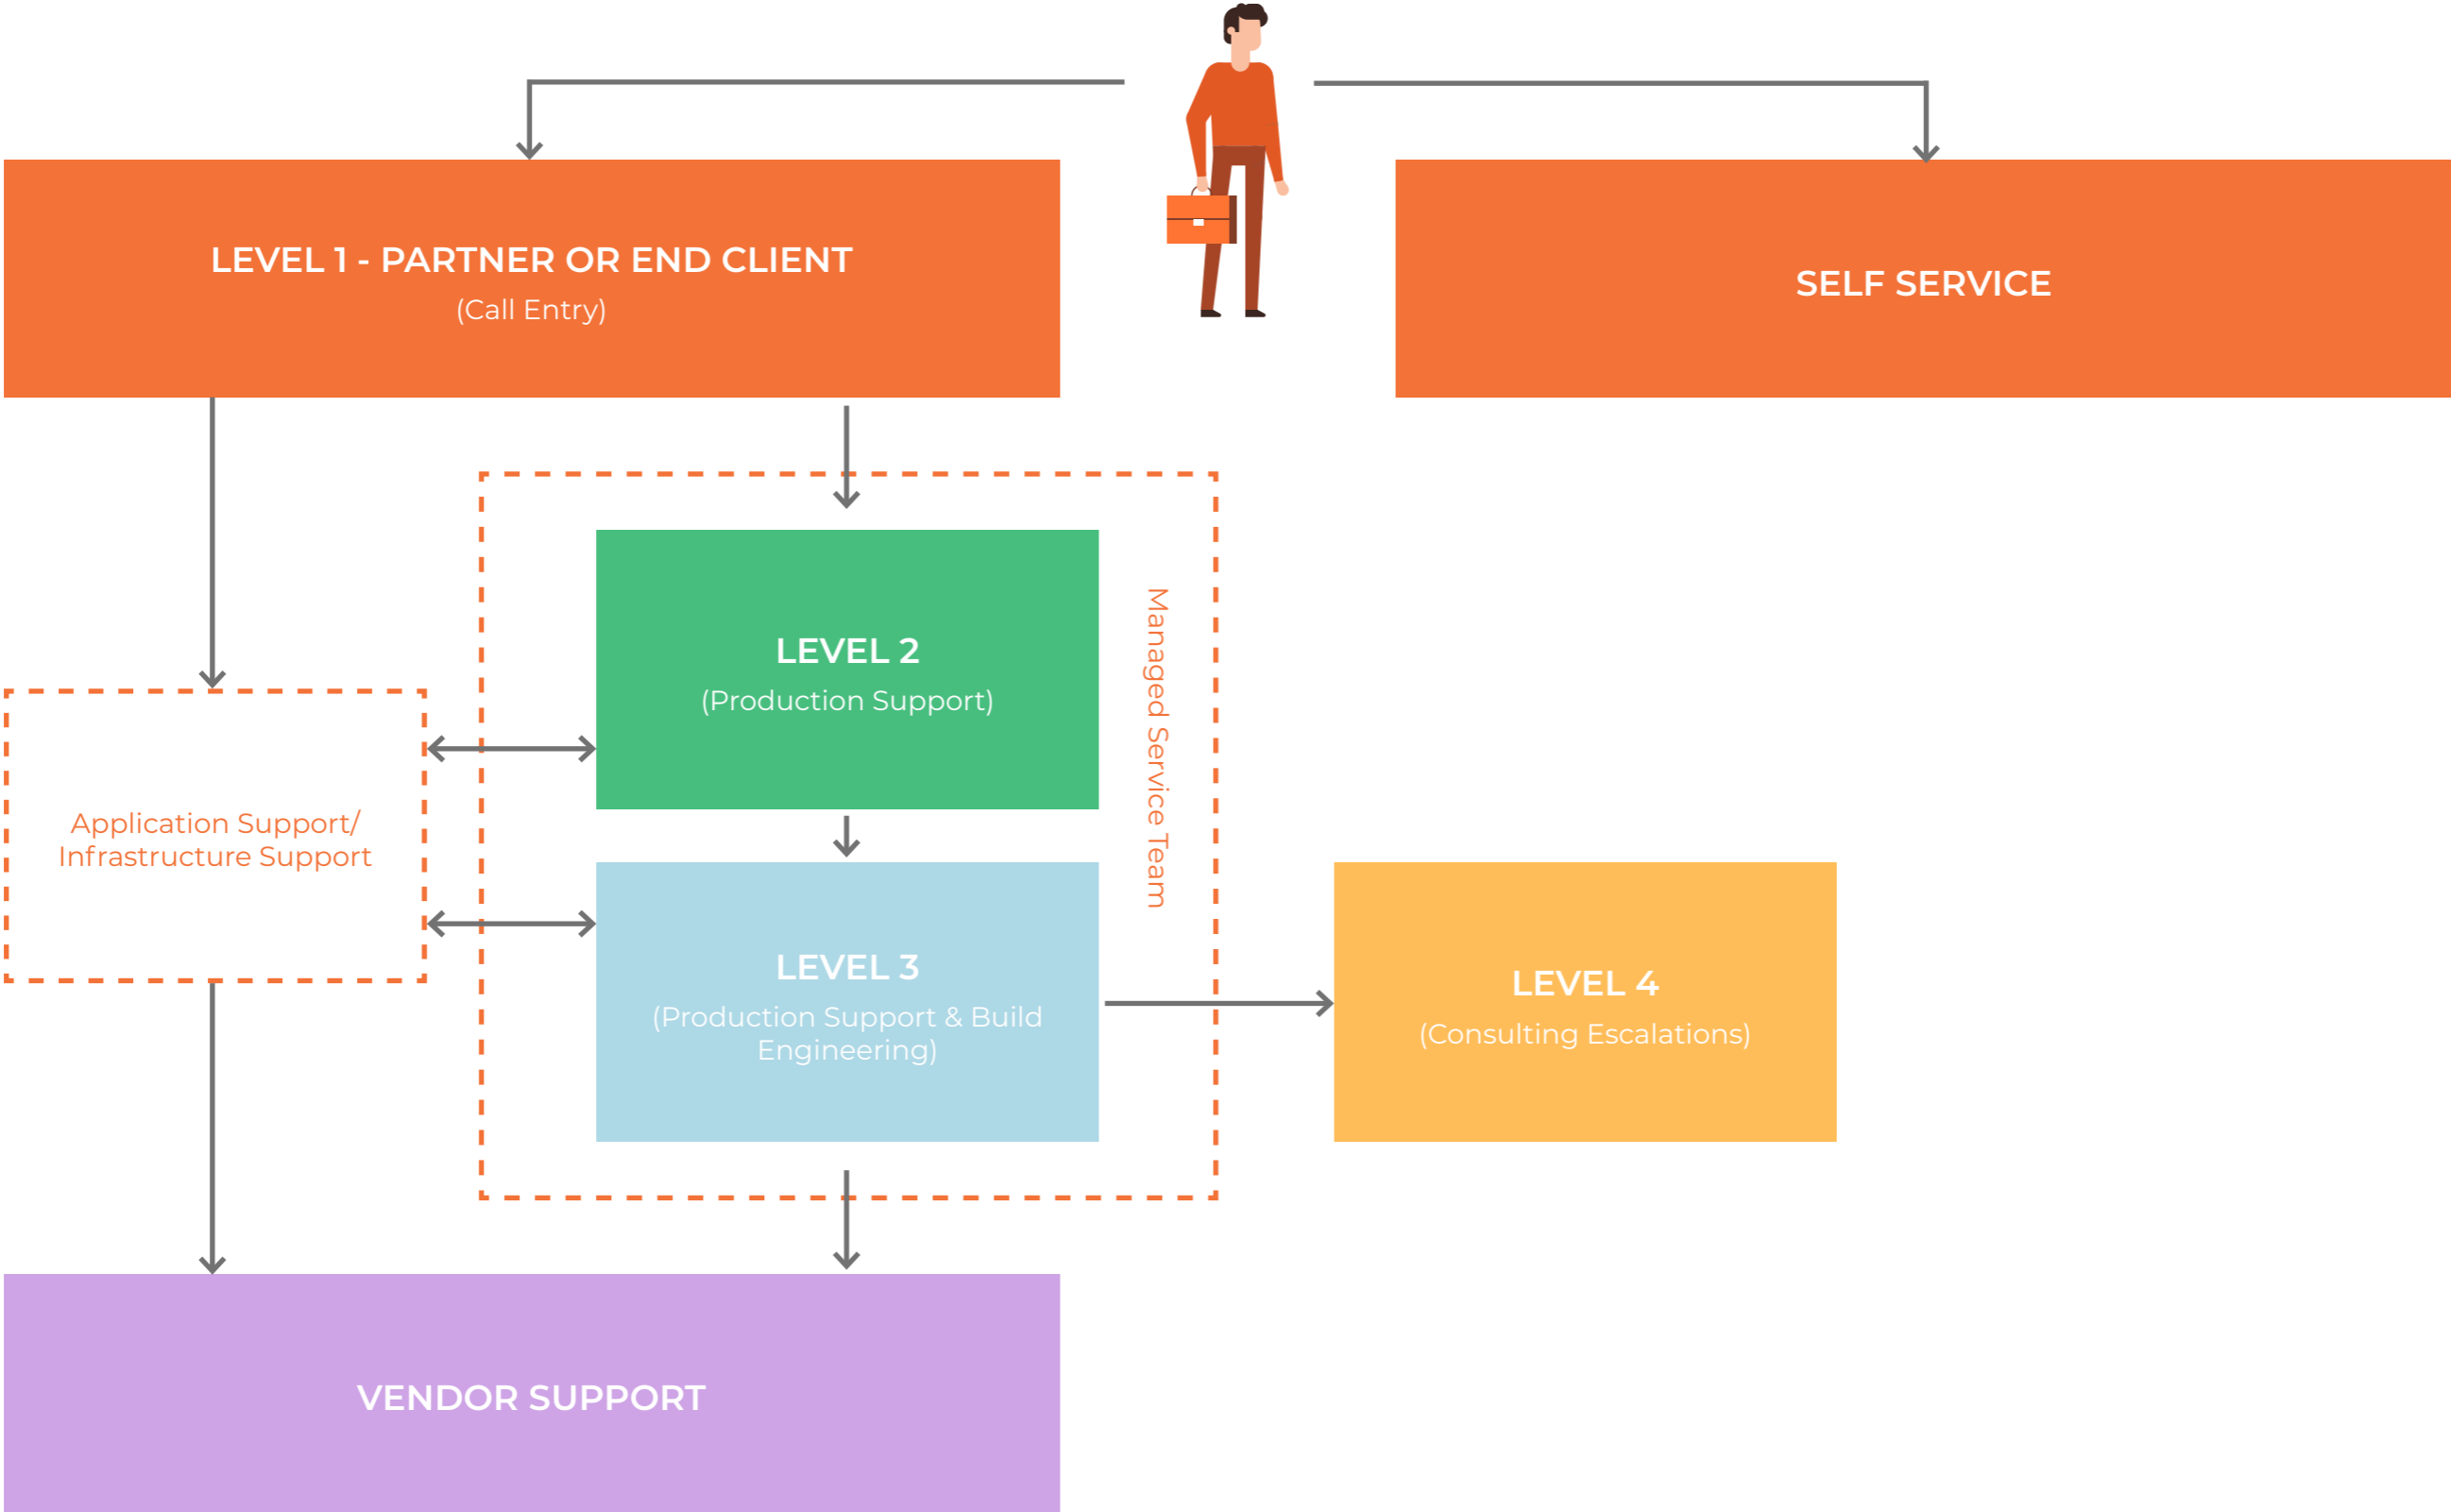 LEVEL 1 - PARTNER OR END CLIENT
(Call Entry)
SELF SERVICE
LEVEL 2
(Production Support)
Managed Service Team
Application Support/
Infrastructure Support
LEVEL 3
(Production Support & Build
Engineering)
LEVEL 4
(Consulting Escalations)
VENDOR SUPPORT